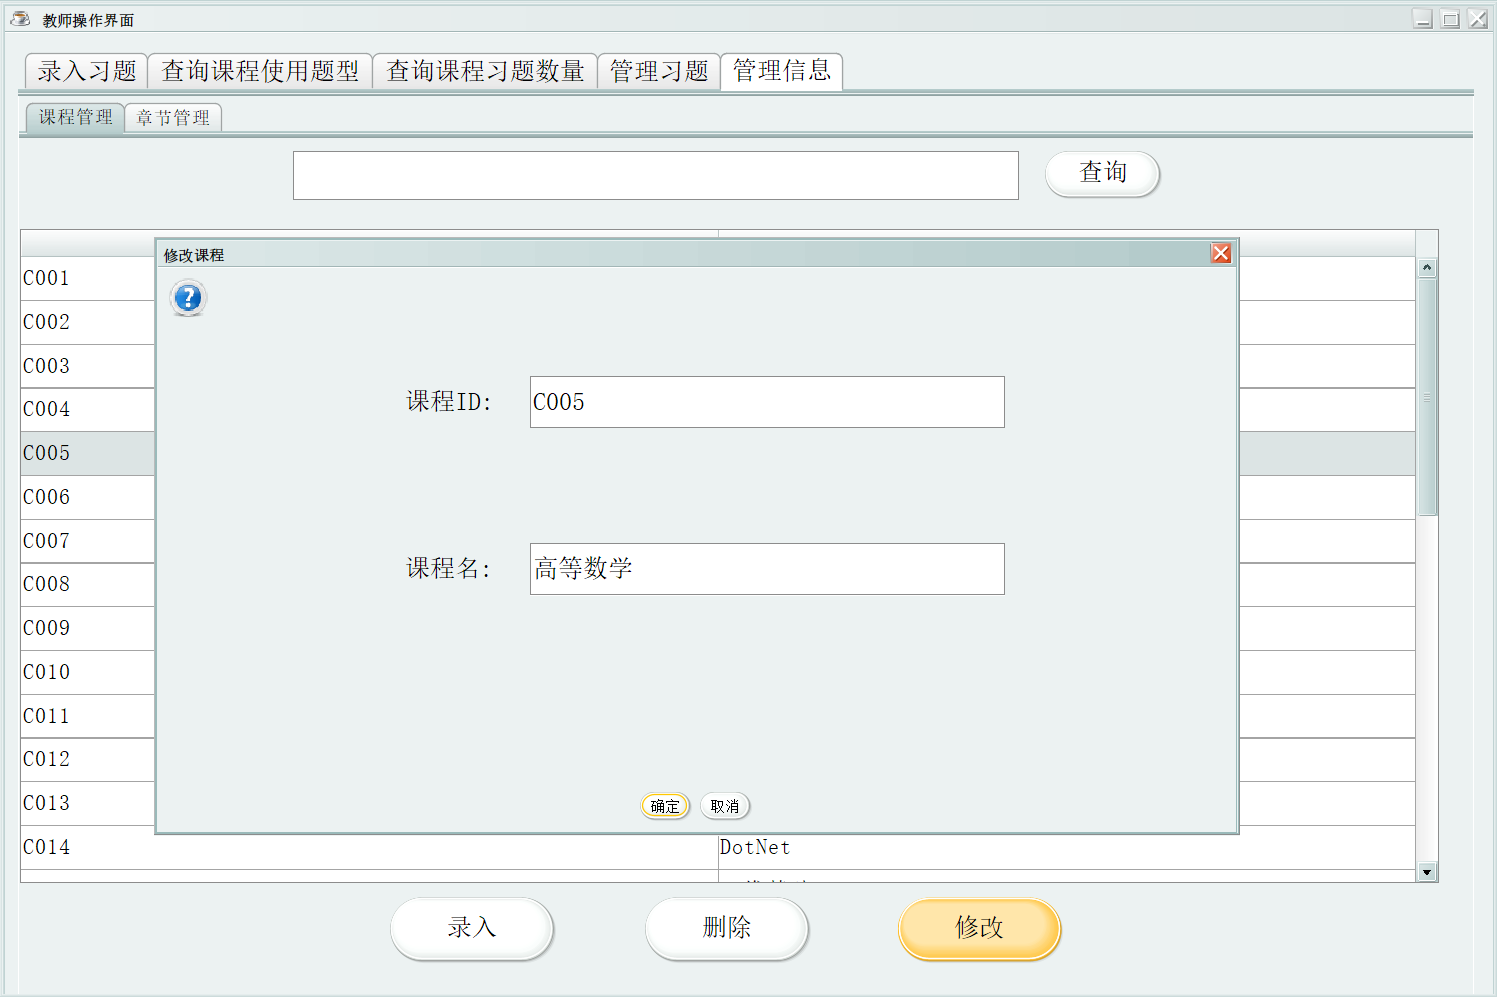 教师操作界面
录入习题 查询课程使用题型 查询课程习题数量 管理习题 管理信息
课程管理 章节管理
查询
修改课程
C001
C002
课程ID: C005
C003
C004
C005
C006
C007
课程名: 高等数学
C008
C009
C010
C011
C012
C013
确定 取消
C014 DotNet
录入 删除 修改